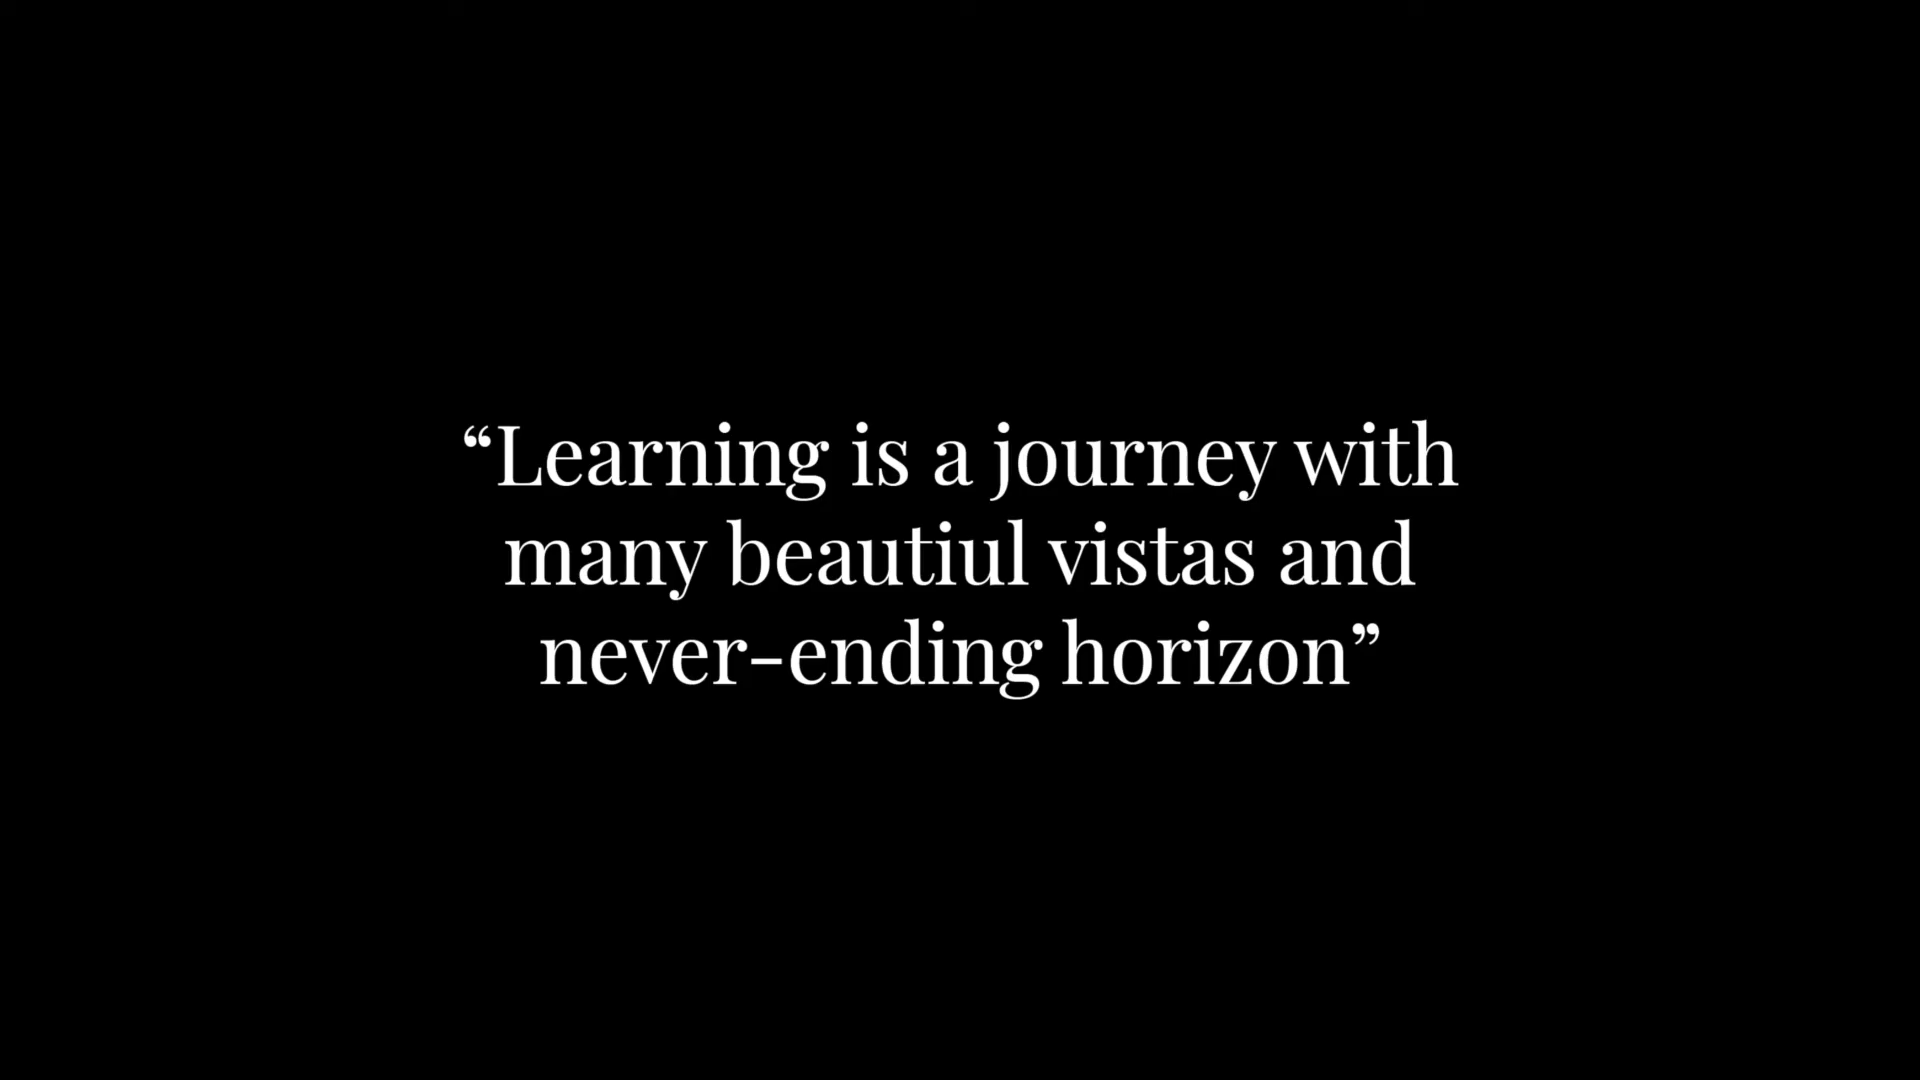 “Learning is a journey with
many beautiul vistas and
never-ending horizon”